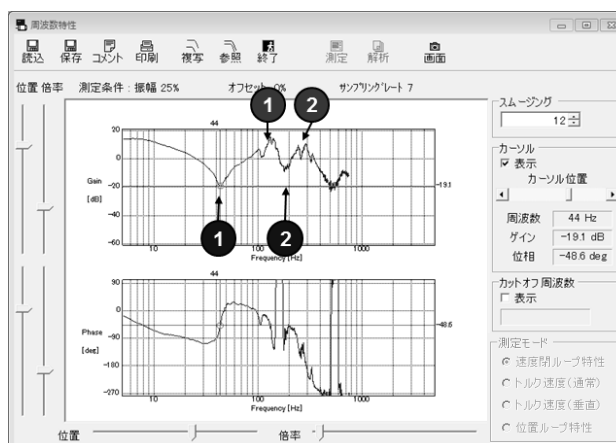 周波数特性
読込 保存 コメント 印刷 複写 参照 終了 測定 解析 画面
位置 倍率 測定条件 : 振幅 25% オフセット 0% サンプリングレート 7
スムージング
12
44
1 2
20
0
Gain
-20 -19.1
[dB]
-40
-60
1 2
10 100 1000
Frequency [Hz]
カーソル
表示
カーソル位置
周波数 44 Hz
ゲイン -19.1 dB
位相 -48.6 deg
44
90
0
Phase -48.6
-90
[deg]
-180
-270
10 100 1000
Frequency [Hz]
カットオフ周波数
表示
測定モード
速度閉ループ特性
トルク速度(通常)
トルク速度(垂直)
位置ループ特性
位置 倍率